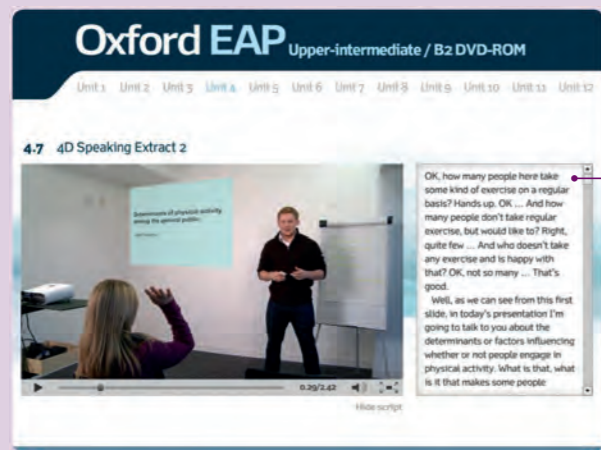 Oxford EAP Upper-intermediate / B2 DVD-ROM
Unit 1 Unit 2 Unit 3 Unit 4 Unit 5 Unit 6 Unit 7 Unit 8 Unit 9 Unit 10 Unit 11 Unit 12
4.7 4D Speaking Extract 2
Determinants of physical activity
among the general public.
OK, how many people here take
some kind of exercise on a regular
basis? Hands up. OK ... And how
many people don't take regular
exercise, but would like to? Right,
quite few ... And who doesn't take
any exercise and is happy with
that? OK, not so many ... That's
good.
Well, as we can see from this first
slide, in today's presentation I'm
going to talk to you about the
determinants or factors influencing
whether or not people engage in
physical activity. What is that, what
is it that makes some people
0.29/2.42
Hide script